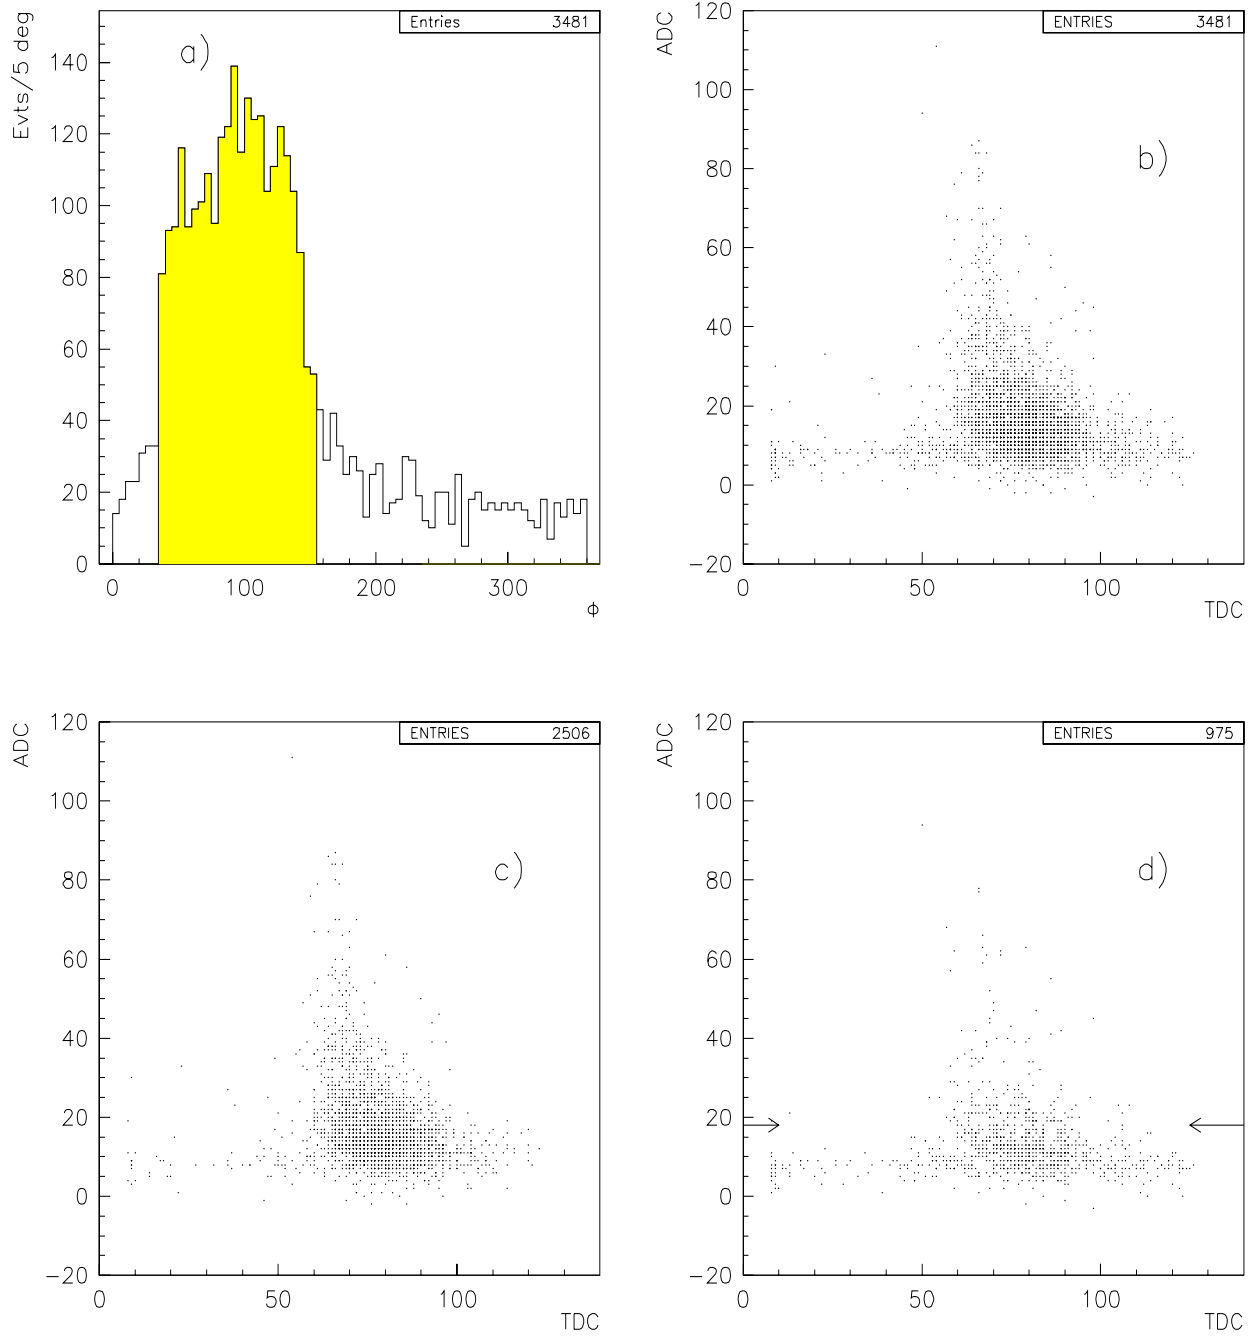 Entries 3481
Evts/5 deg
a)
140
120
100
80
60
40
20
0
0 100 200 300
ϕ
ENTRIES 3481
ADC
b)
120
100
80
60
40
20
0
−20
0 50 100
TDC
ENTRIES 2506
ADC
c)
120
100
80
60
40
20
0
−20
0 50 100
TDC
ENTRIES 975
ADC
d)
120
100
80
60
40
20
0
−20
0 50 100
TDC